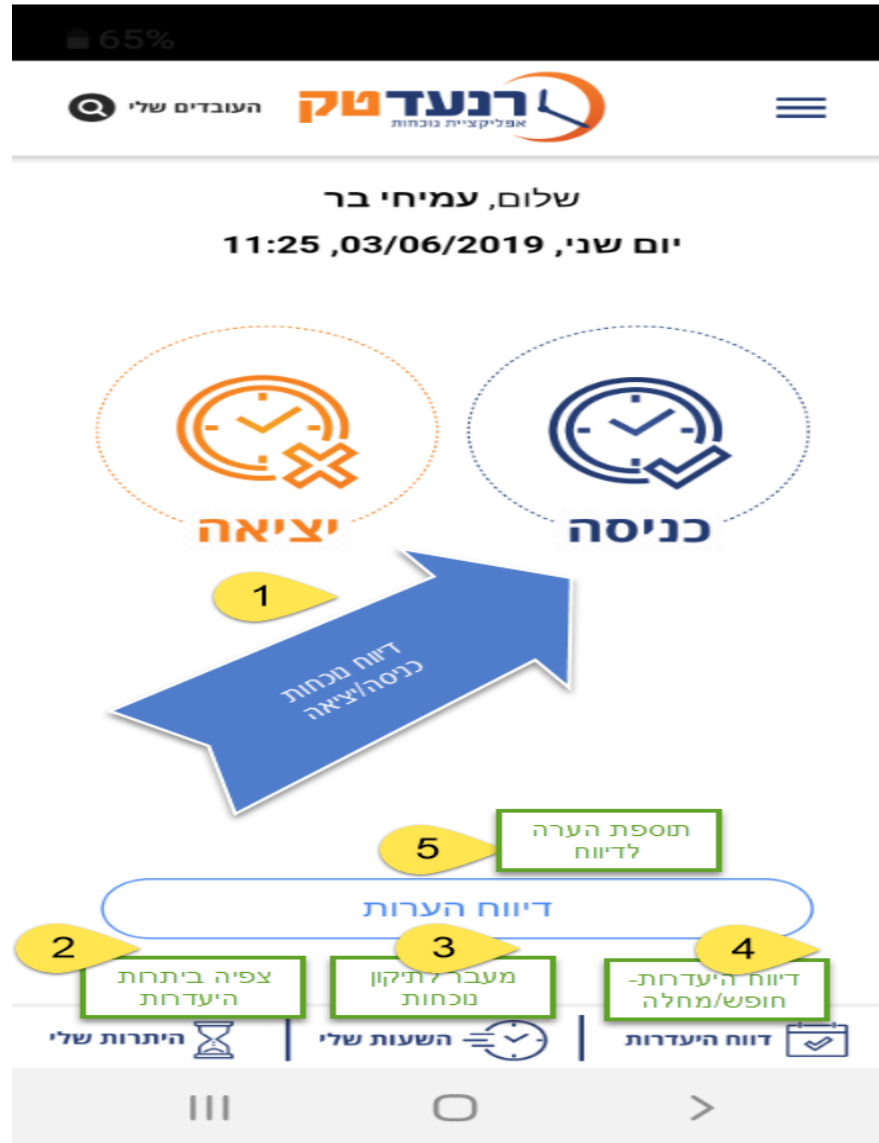 65%
העובדים שלי
רנעדטק
אפליקציית נוכחות
שלום, עמיחי בר
יום שני, 03/06/2019, 11:25
כניסה
יציאה
1
דיווח נוכחות
כניסה/יציאה
5
תוספת הערה
לדיווח
דיווח הערות
4
דיווח היעדרות-
חופש/מחלה
3
מעבר לתיקון
נוכחות
2
צפיה ביתרות
היעדרות
דווח היעדרות
השעות שלי
היתרות שלי